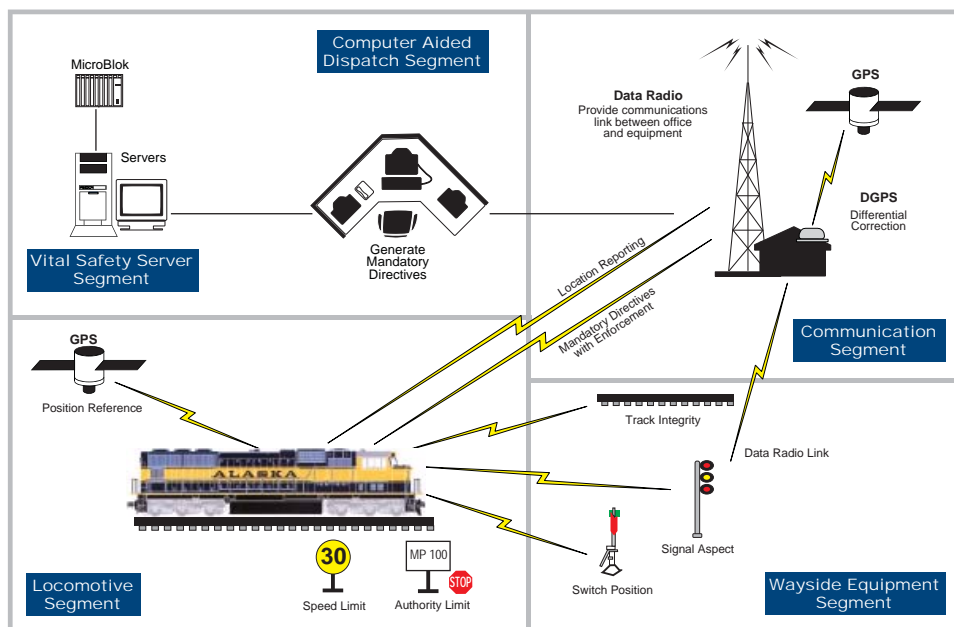 Computer Aided
Dispatch Segment
MicroBlok
Servers
Vital Safety Server
Segment
Generate
Mandatory
Directives
Data Radio
Provide communications
link between office
and equipment
GPS
DGPS
Differential
Correction
Communication
Segment
Location Reporting
Mandatory Directives
with Enforcement
GPS
Position Reference
ALASKA
30
Speed Limit
MP 100
STOP
Authority Limit
Locomotive
Segment
Track Integrity
Data Radio Link
Signal Aspect
Switch Position
Wayside Equipment
Segment